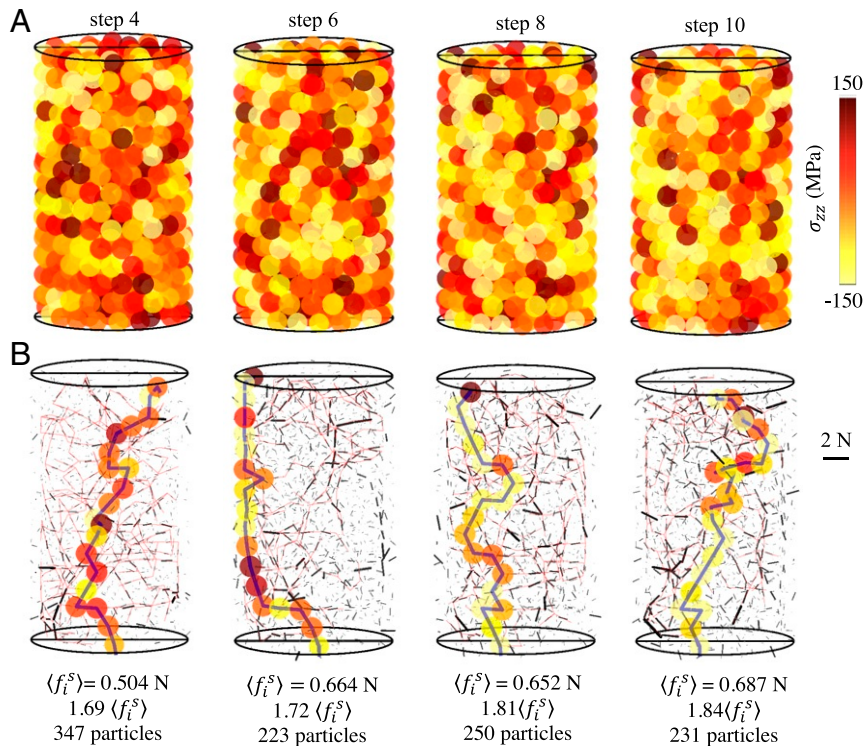 A
step 4
step 6
step 8
step 10
150
σzz (MPa)
-150
B
2 N
⟨fᵢˢ⟩= 0.504 N
1.69 ⟨fᵢˢ⟩
347 particles
⟨fᵢˢ⟩ = 0.664 N
1.72 ⟨fᵢˢ⟩
223 particles
⟨fᵢˢ⟩ = 0.652 N
1.81⟨fᵢˢ⟩
250 particles
⟨fᵢˢ⟩ = 0.687 N
1.84⟨fᵢˢ⟩
231 particles